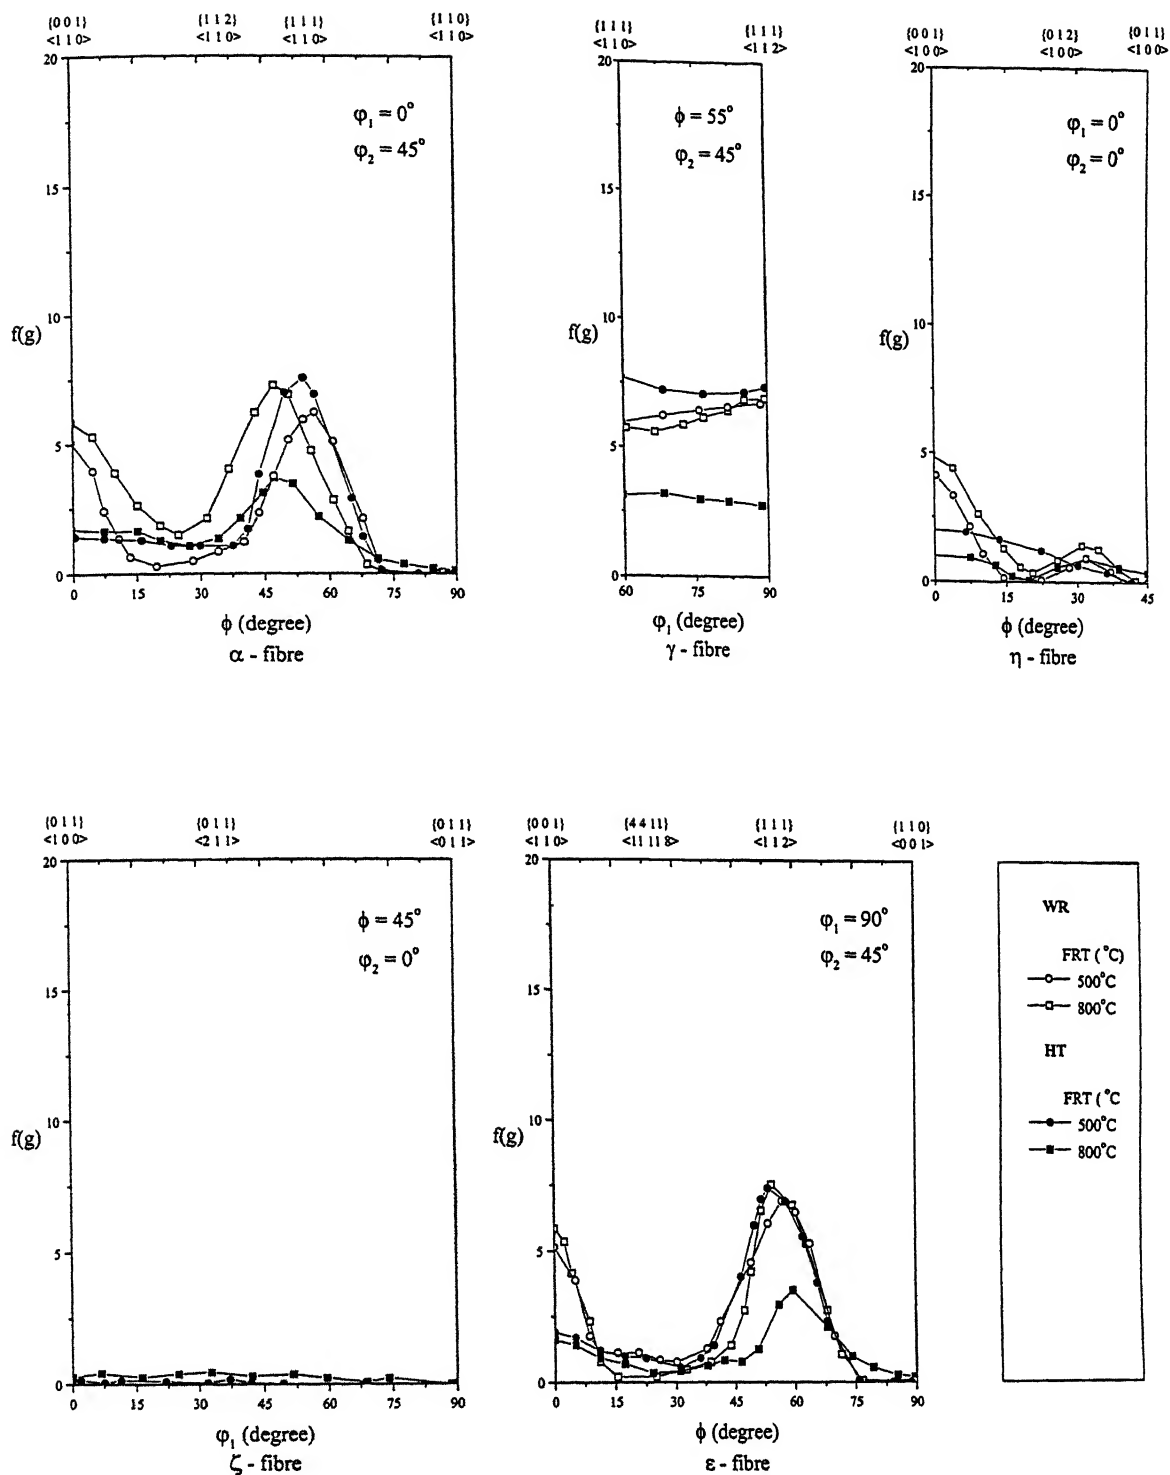 {0 0 1} {1 1 2} {1 1 1} {1 1 0}
<1 1 0> <1 1 0> <1 1 0> <1 1 0>
20
15
10
5
0
f(g)
φ₁ = 0°
φ₂ = 45°
0 15 30 45 60 75 90
ϕ (degree)
α - fibre
{1 1 1} {1 1 1}
<1 1 0> <1 1 2>
20
15
10
5
0
f(g)
ϕ = 55°
φ₂ = 45°
60 90
φ₁ (degree)
γ - fibre
{0 0 1} {0 1 2} {0 1 1}
<1 0 0> <1 0 0> <1 0 0>
20
15
10
5
0
f(g)
φ₁ = 0°
φ₂ = 0°
0 15 30 45
ϕ (degree)
η - fibre
{0 1 1} {0 1 1} {0 1 1}
<1 0 0> <2 1 1> <0 1 1>
20
15
10
5
0
f(g)
ϕ = 45°
φ₂ = 0°
0 15 30 45 60 75 90
φ₁ (degree)
ζ - fibre
{0 0 1} {4 4 11} {1 1 1} {1 1 0}
<1 1 0> <11 11 8> <1 1 2> <0 0 1>
20
15
10
5
0
f(g)
φ₁ = 90°
φ₂ = 45°
0 15 30 45 60 75 90
ϕ (degree)
ε - fibre
WR
FRT (°C)
500°C
800°C
HT
FRT (°C
500°C
800°C